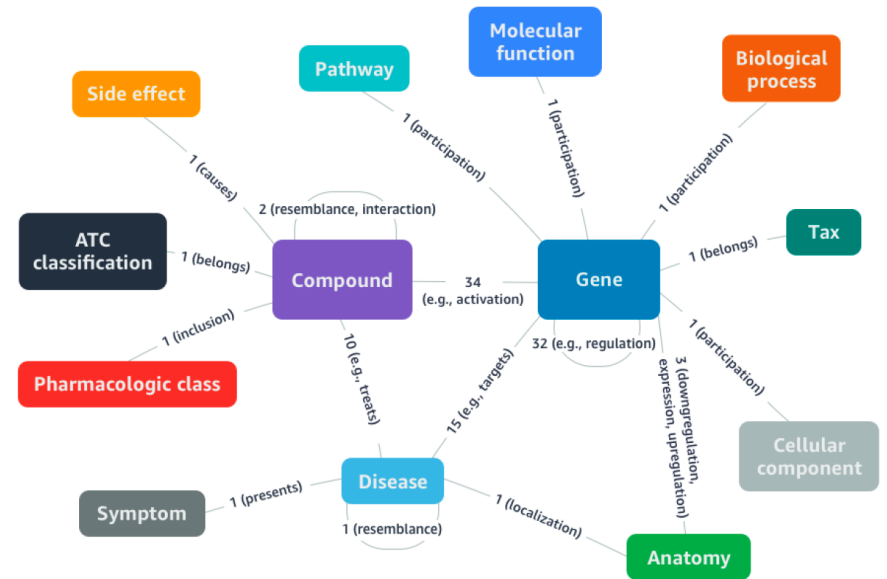 Molecular
function
Biological
process
Pathway
Side effect
1 (participation)
1 (participation)
1 (participation)
1 (causes)
2 (resemblance, interaction)
ATC
classification
Tax
1 (belongs)
1 (belongs)
Compound
34
(e.g., activation)
Gene
1 (inclusion)
32 (e.g., regulation)
1 (participation)
10 (e.g., treats)
15 (e.g., targets)
3 (downgregulation,
expression, upregulation)
Pharmacologic class
Cellular
component
Disease
1 (presents)
Symptom
1 (resemblance)
1 (localization)
Anatomy